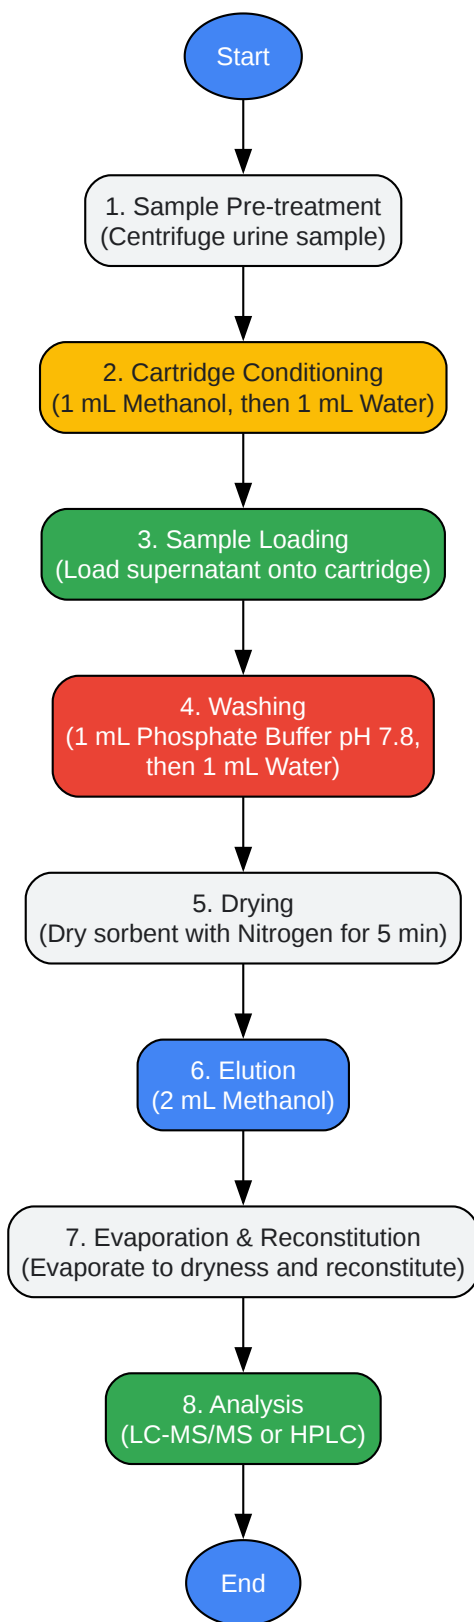 Start
1. Sample Pre-treatment
(Centrifuge urine sample)
2. Cartridge Conditioning
(1 mL Methanol, then 1 mL Water)
3. Sample Loading
(Load supernatant onto cartridge)
4. Washing
(1 mL Phosphate Buffer pH 7.8,
then 1 mL Water)
5. Drying
(Dry sorbent with Nitrogen for 5 min)
6. Elution
(2 mL Methanol)
7. Evaporation & Reconstitution
(Evaporate to dryness and reconstitute)
8. Analysis
(LC-MS/MS or HPLC)
End